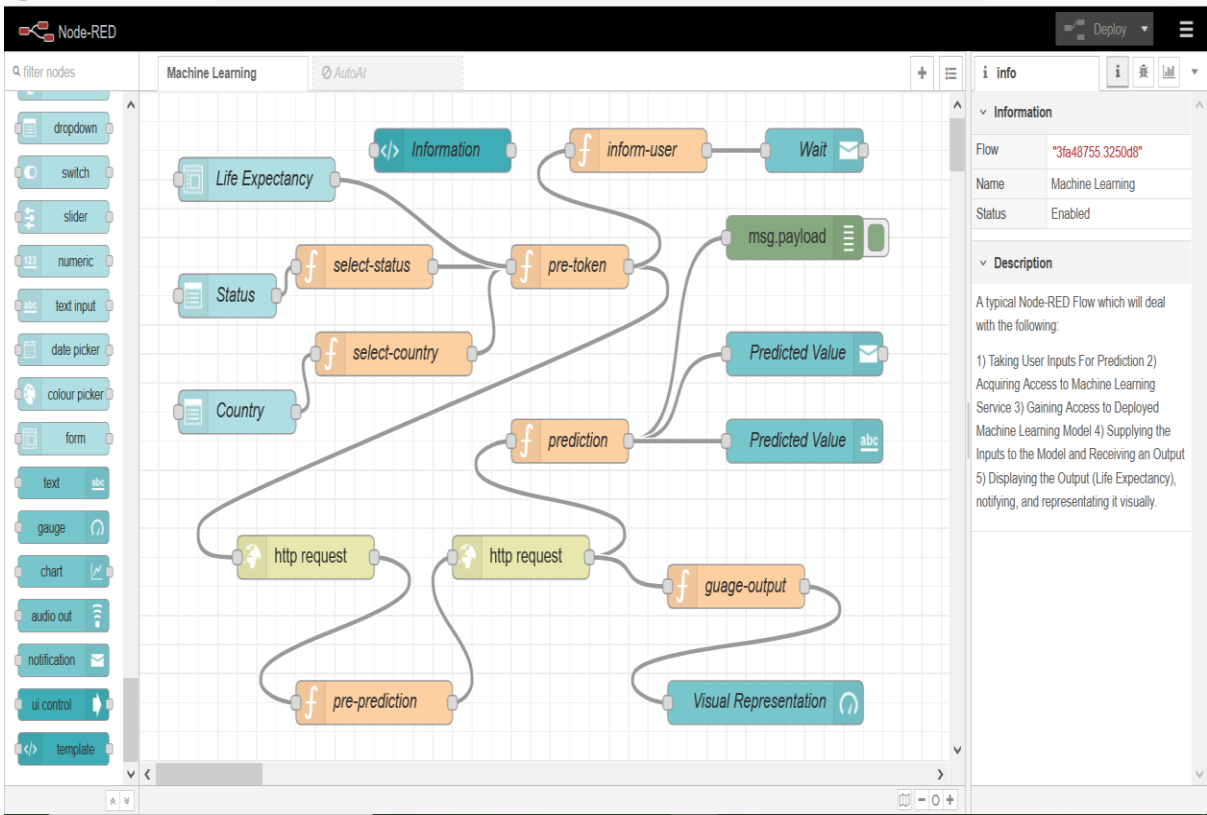 Node-RED
Deploy
filter nodes
dropdown
switch
slider
123 numeric
abc text input
date picker
colour picker
form
text abc
gauge
chart
audio out
notification
ui control
</> template
Machine Learning
AutoAI
</> Information
f inform-user
Wait
Life Expectancy
msg.payload
f select-status
f pre-token
Status
f select-country
Predicted Value
Country
f prediction
Predicted Value abc
http request
http request
f guage-output
f pre-prediction
Visual Representation
i info
i
Information
Flow "3fa48755.3250d8"
Name Machine Learning
Status Enabled
Description
A typical Node-RED Flow which will deal
with the following:
1) Taking User Inputs For Prediction 2)
Acquiring Access to Machine Learning
Service 3) Gaining Access to Deployed
Machine Learning Model 4) Supplying the
Inputs to the Model and Receiving an Output
5) Displaying the Output (Life Expectancy),
notifying, and representating it visually.